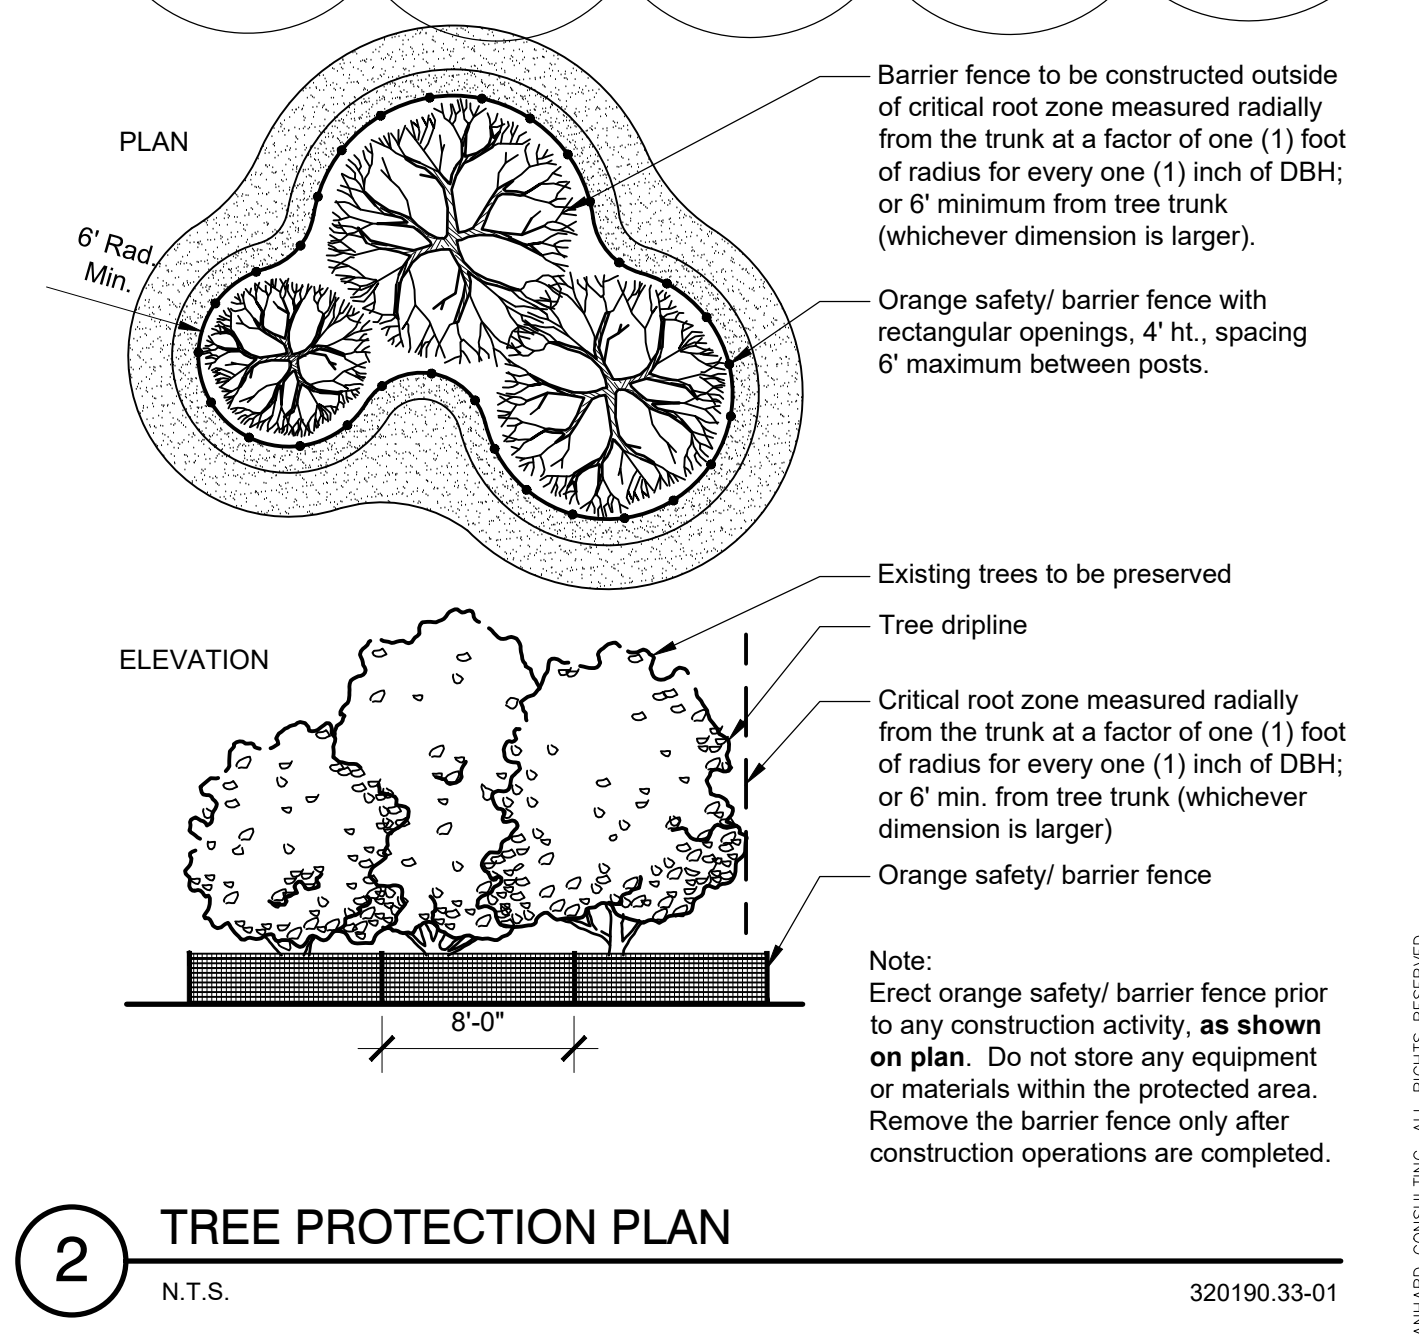 PLAN
6' Rad.
Min.
Barrier fence to be constructed outside
of critical root zone measured radially
from the trunk at a factor of one (1) foot
of radius for every one (1) inch of DBH;
or 6' minimum from tree trunk
(whichever dimension is larger).
Orange safety/ barrier fence with
rectangular openings, 4' ht., spacing
6' maximum between posts.
ELEVATION
Existing trees to be preserved
Tree dripline
Critical root zone measured radially
from the trunk at a factor of one (1) foot
of radius for every one (1) inch of DBH;
or 6' min. from tree trunk (whichever
dimension is larger)
Orange safety/ barrier fence
8'-0"
Note:
Erect orange safety/ barrier fence prior
to any construction activity, as shown
on plan.  Do not store any equipment
or materials within the protected area.
Remove the barrier fence only after
construction operations are completed.
2
TREE PROTECTION PLAN
N.T.S.
320190.33-01
CONSULTING ALL RIGHTS RESERVED